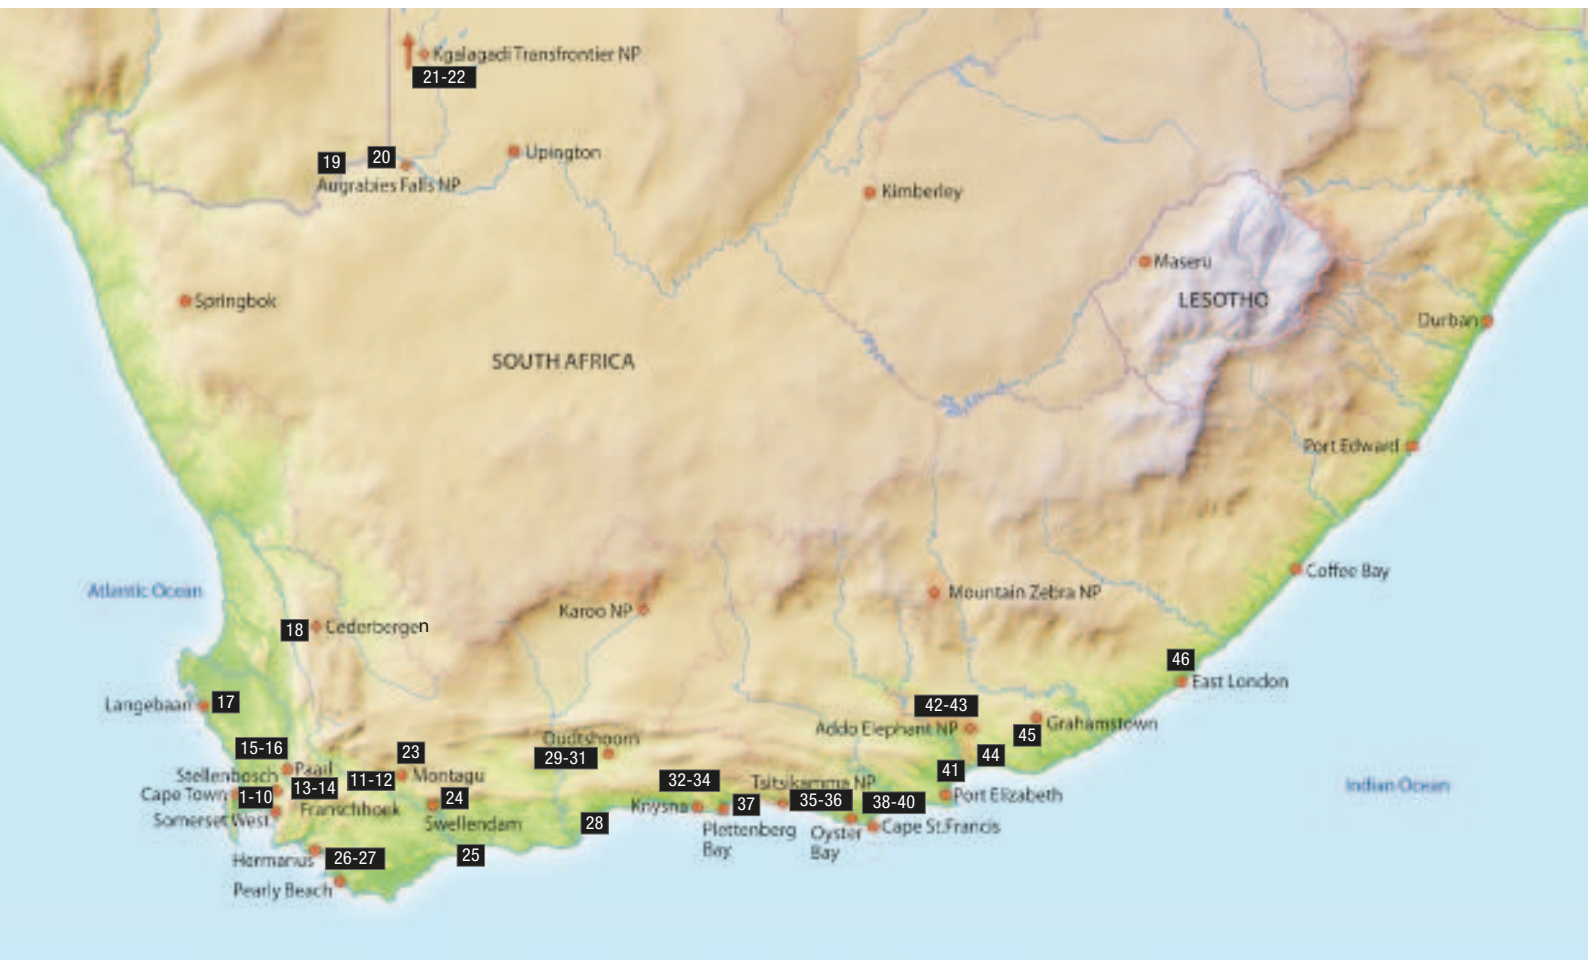 Kgalagadi Transfrontier NP
21-22
19
20
Augrabies Falls NP
Upington
Kimberley
Maseru
LESOTHO
Springbok
Durban
SOUTH AFRICA
Port Edward
Coffee Bay
Atlantic Ocean
Karoo NP
Mountain Zebra NP
18
Cederbergen
46
East London
Langebaan
17
42-43
Addo Elephant NP
Grahamstown
45
44
15-16
23
Oudtshoorn
29-31
Stellenbosch
Paarl
11-12
Montagu
32-34
Tsitsikamma NP
41
Indian Ocean
Cape Town
1-10
13-14
Franschhoek
24
Knysna
37
35-36
38-40
Port Elizabeth
Somerset West
Swellendam
28
Plettenberg
Bay
Oyster
Bay
Cape St.Francis
Hermanus
26-27
25
Pearly Beach